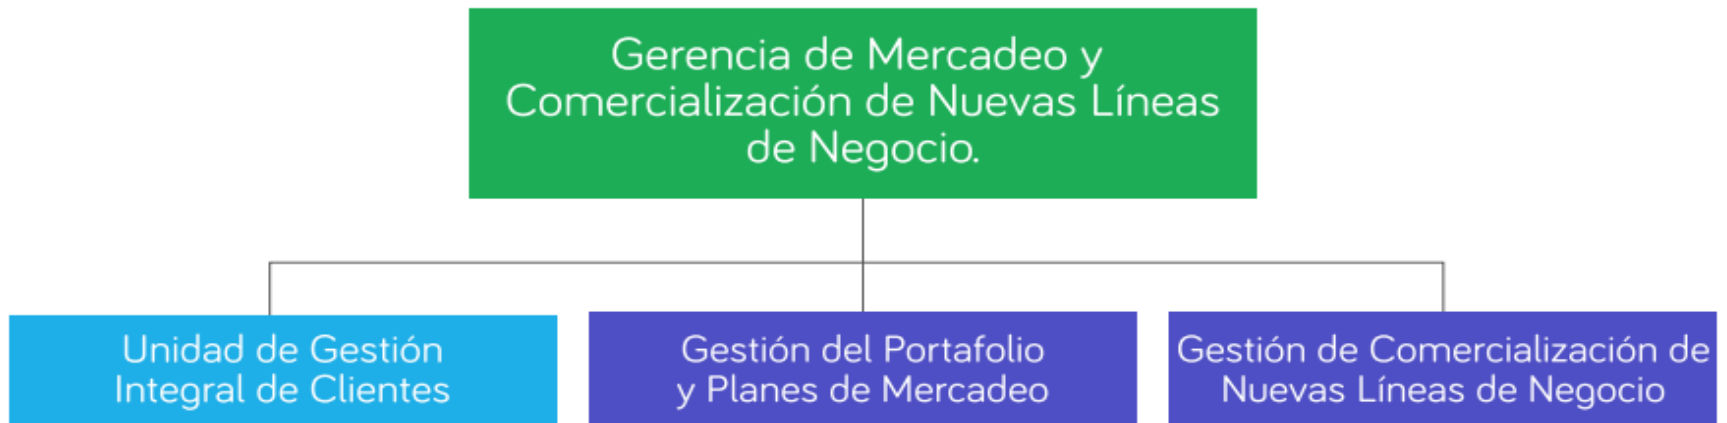 Gerencia de Mercadeo y
Comercialización de Nuevas Líneas
de Negocio.
Unidad de Gestión
Integral de Clientes
Gestión del Portafolio
y Planes de Mercadeo
Gestión de Comercialización de
Nuevas Líneas de Negocio